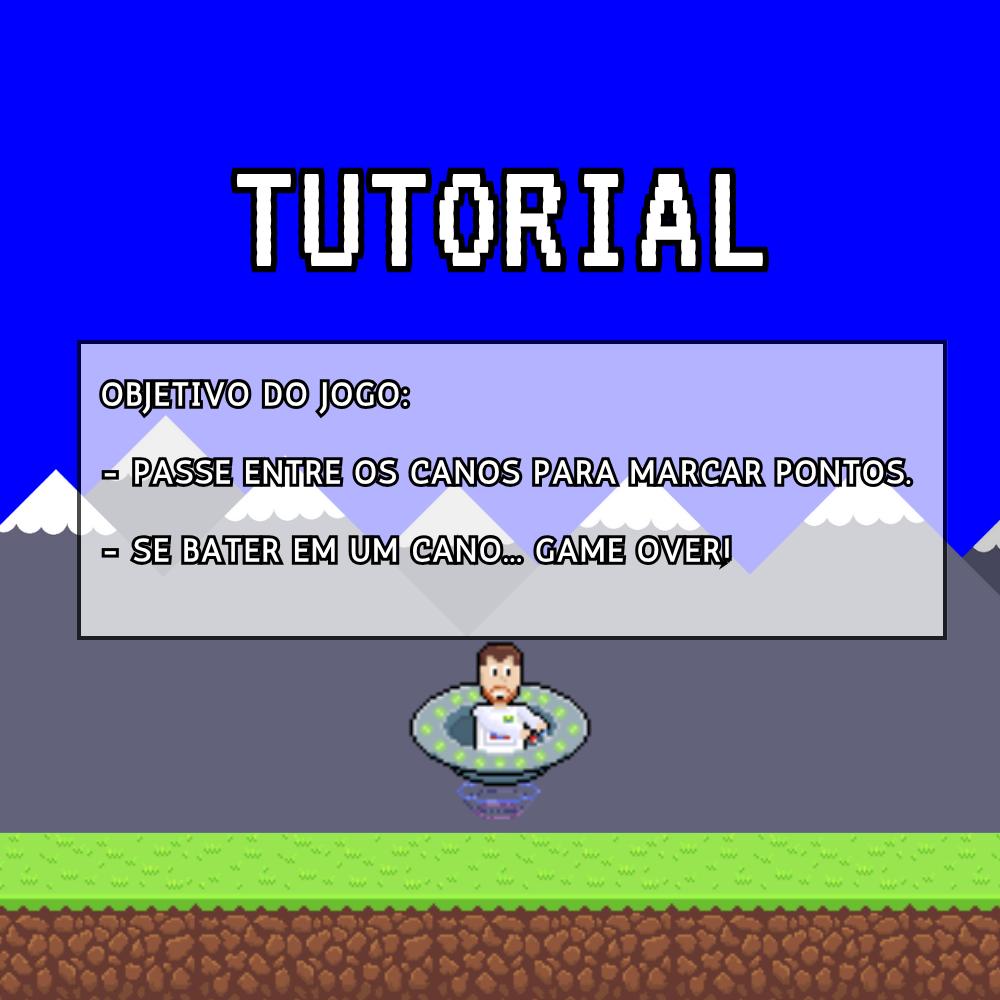 TUTORIAL
OBJETIVO DO JOGO:
- PASSE ENTRE OS CANOS PARA MARCAR PONTOS.
- SE BATER EM UM CANO... GAME OVER!